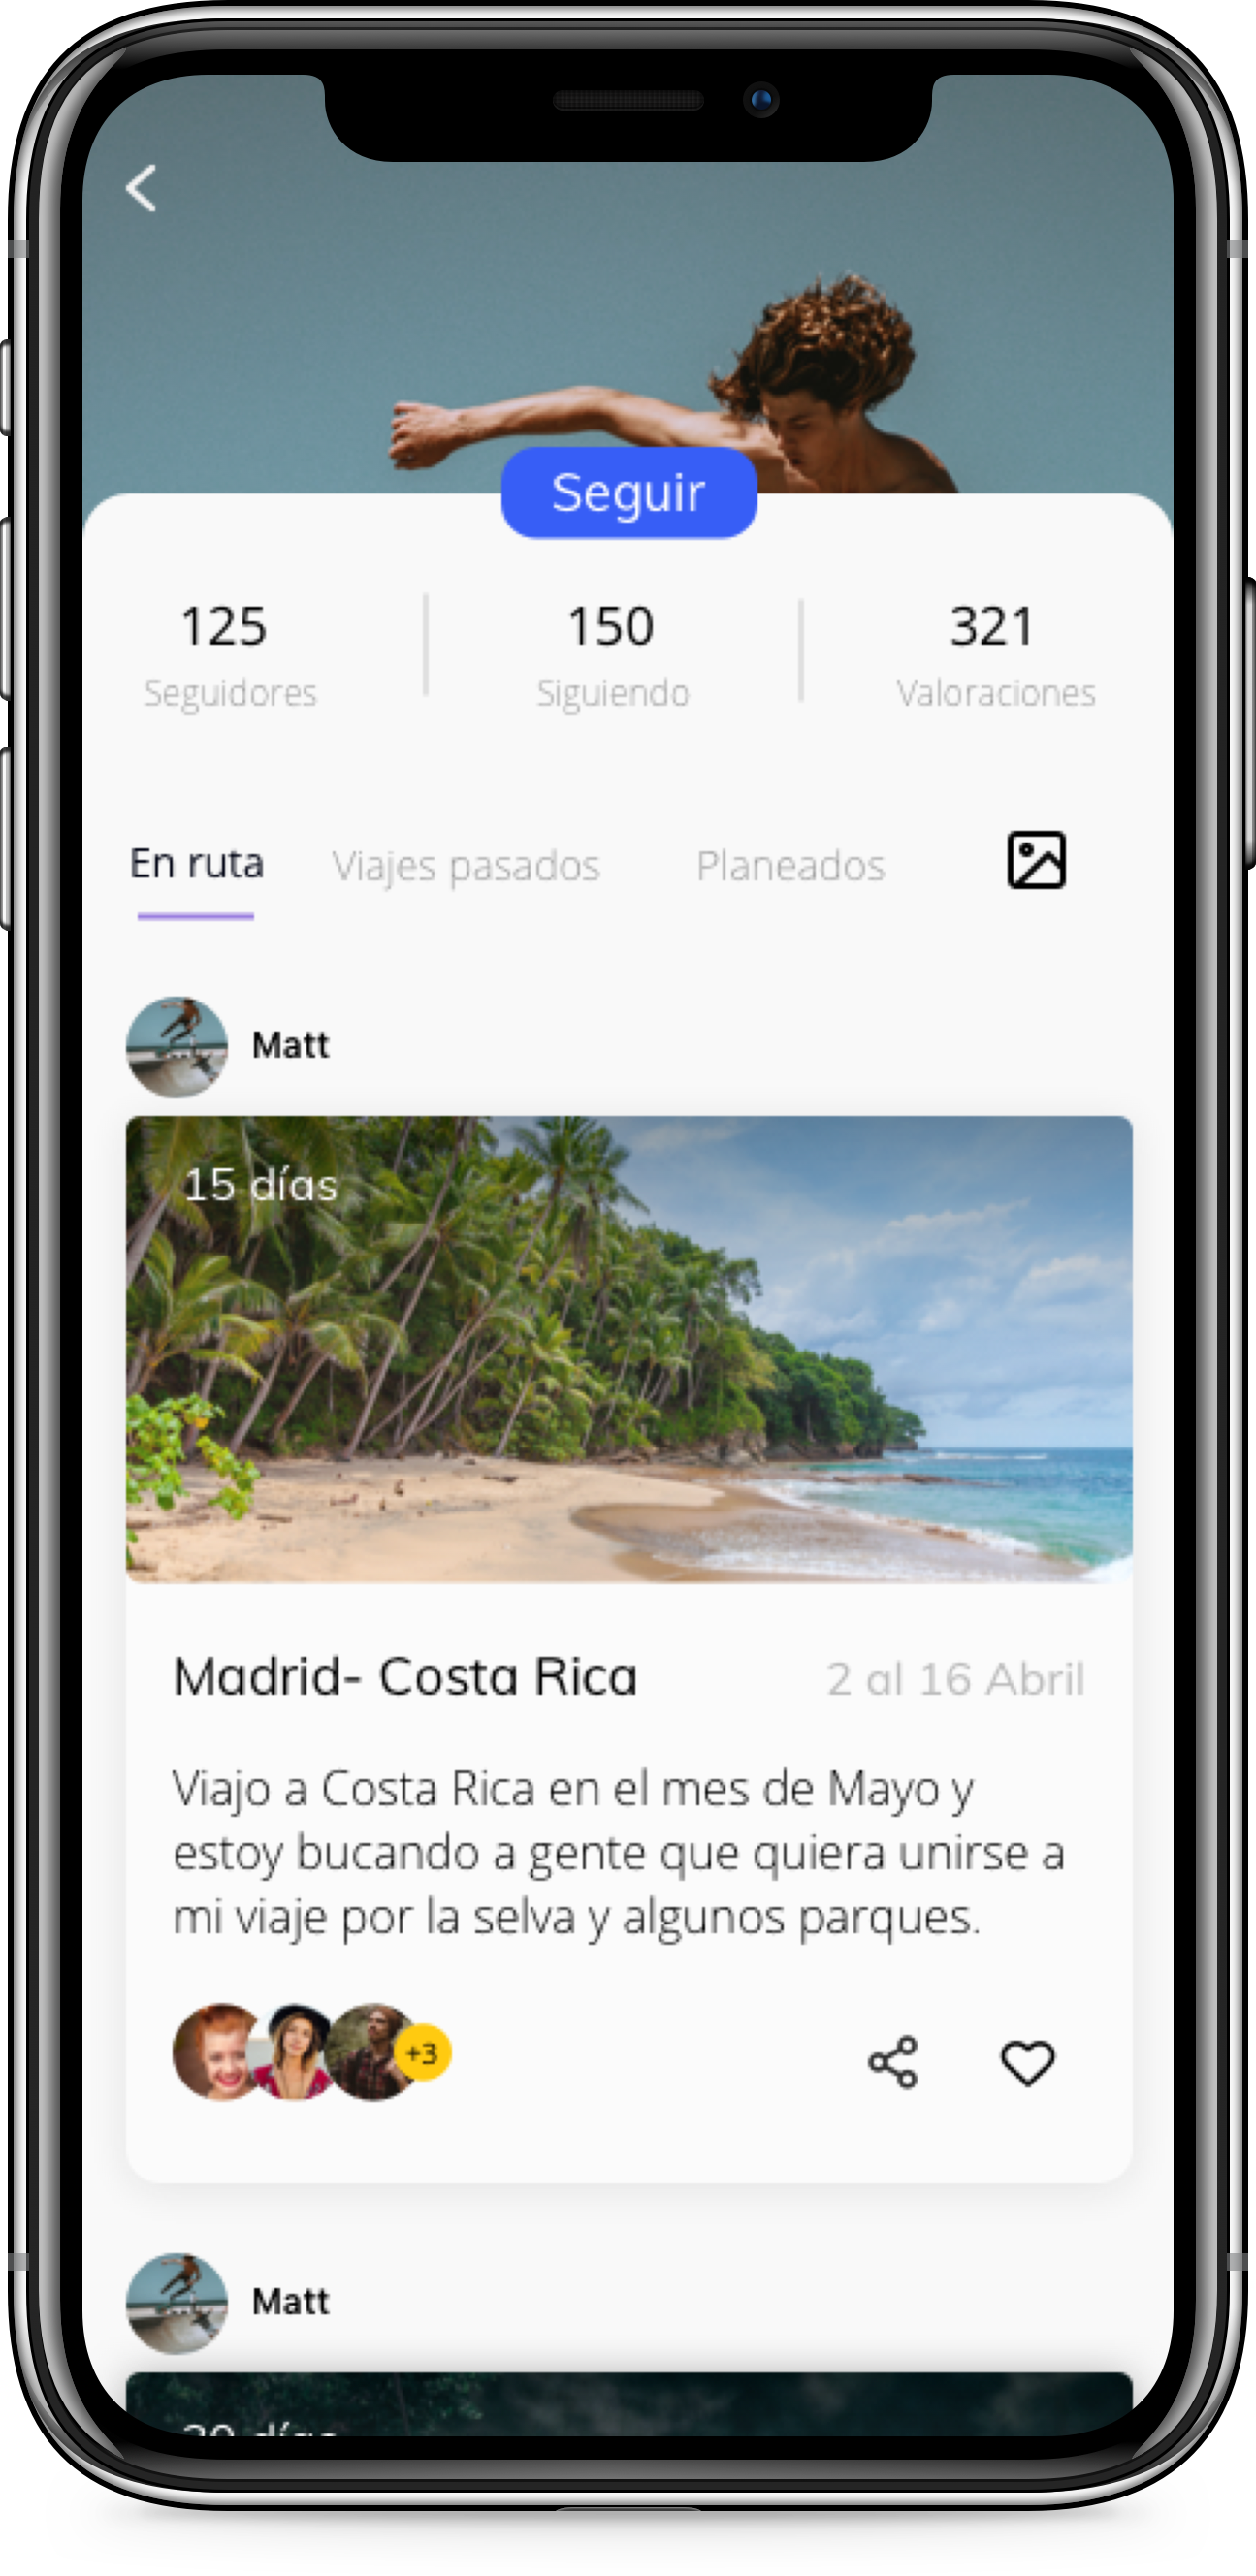 Seguir
125
150
321
Seguidores
Siguiendo
Valoraciones
En ruta
Viajes pasados
Planeados
Matt
15 días
Madrid- Costa Rica
2 al 16 Abril
Viajo a Costa Rica en el mes de Mayo y
estoy bucando a gente que quiera unirse a
mi viaje por la selva y algunos parques.
+3
Matt